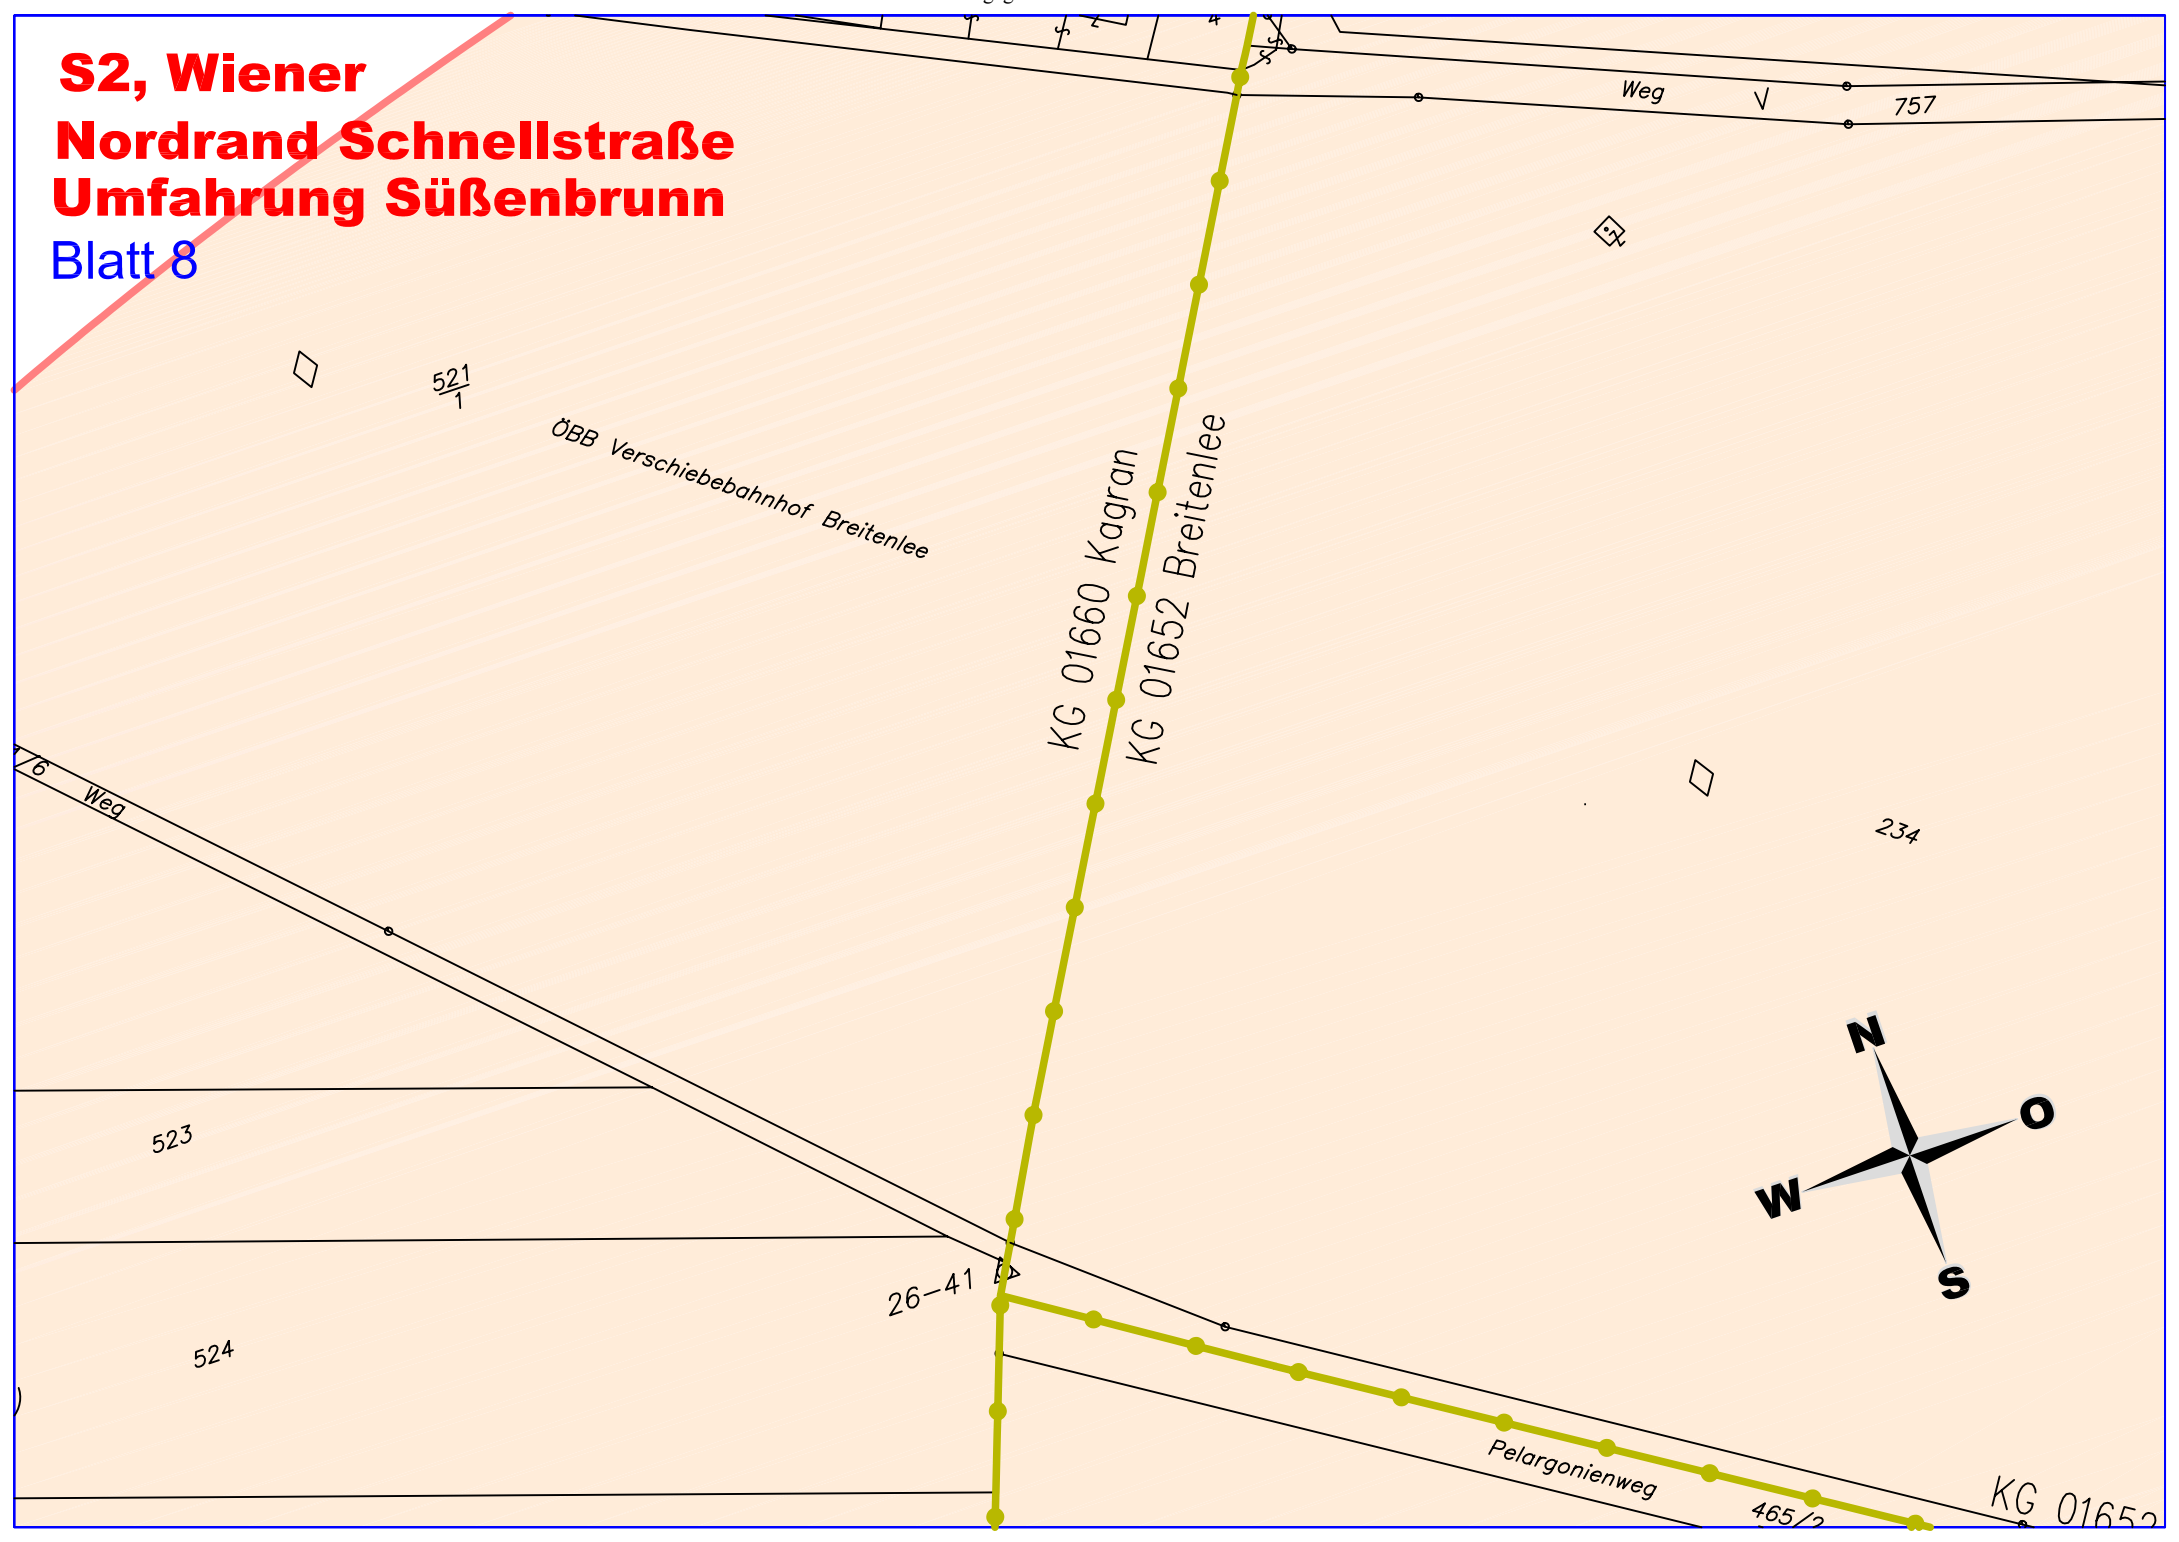 S2, Wiener
Nordrand Schnellstraße
Umfahrung Süßenbrunn
Blatt 8
Weg
757
521
1
ÖBB Verschiebebahnhof Breitenlee
KG 01660 Kagran
KG 01652 Breitenlee
/6
Weg
234
523
26-41
524
N
O
W
S
Pelargonienweg
465/2
KG 01652